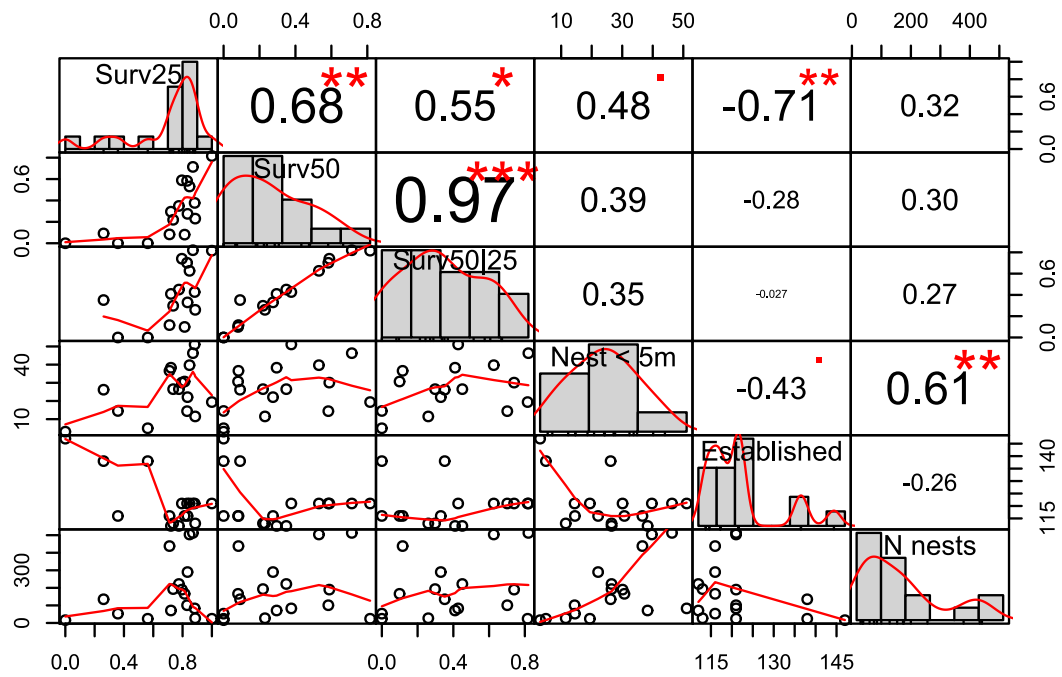 0.0 0.4 0.8 10 30 50 0 200 400
Surv25 0.68 ** 0.55 * 0.48 -0.71 ** 0.32 0.0 0.6
0.0 0.6 Surv50 0.97 *** 0.39 -0.28 0.30
Surv50|25 0.35 -0.027 0.27 0.0 0.6
10 40 Nest < 5m -0.43 0.61 **
Established -0.26 115 140
0 300 N nests
0.0 0.4 0.8 0.0 0.4 0.8 115 130 145